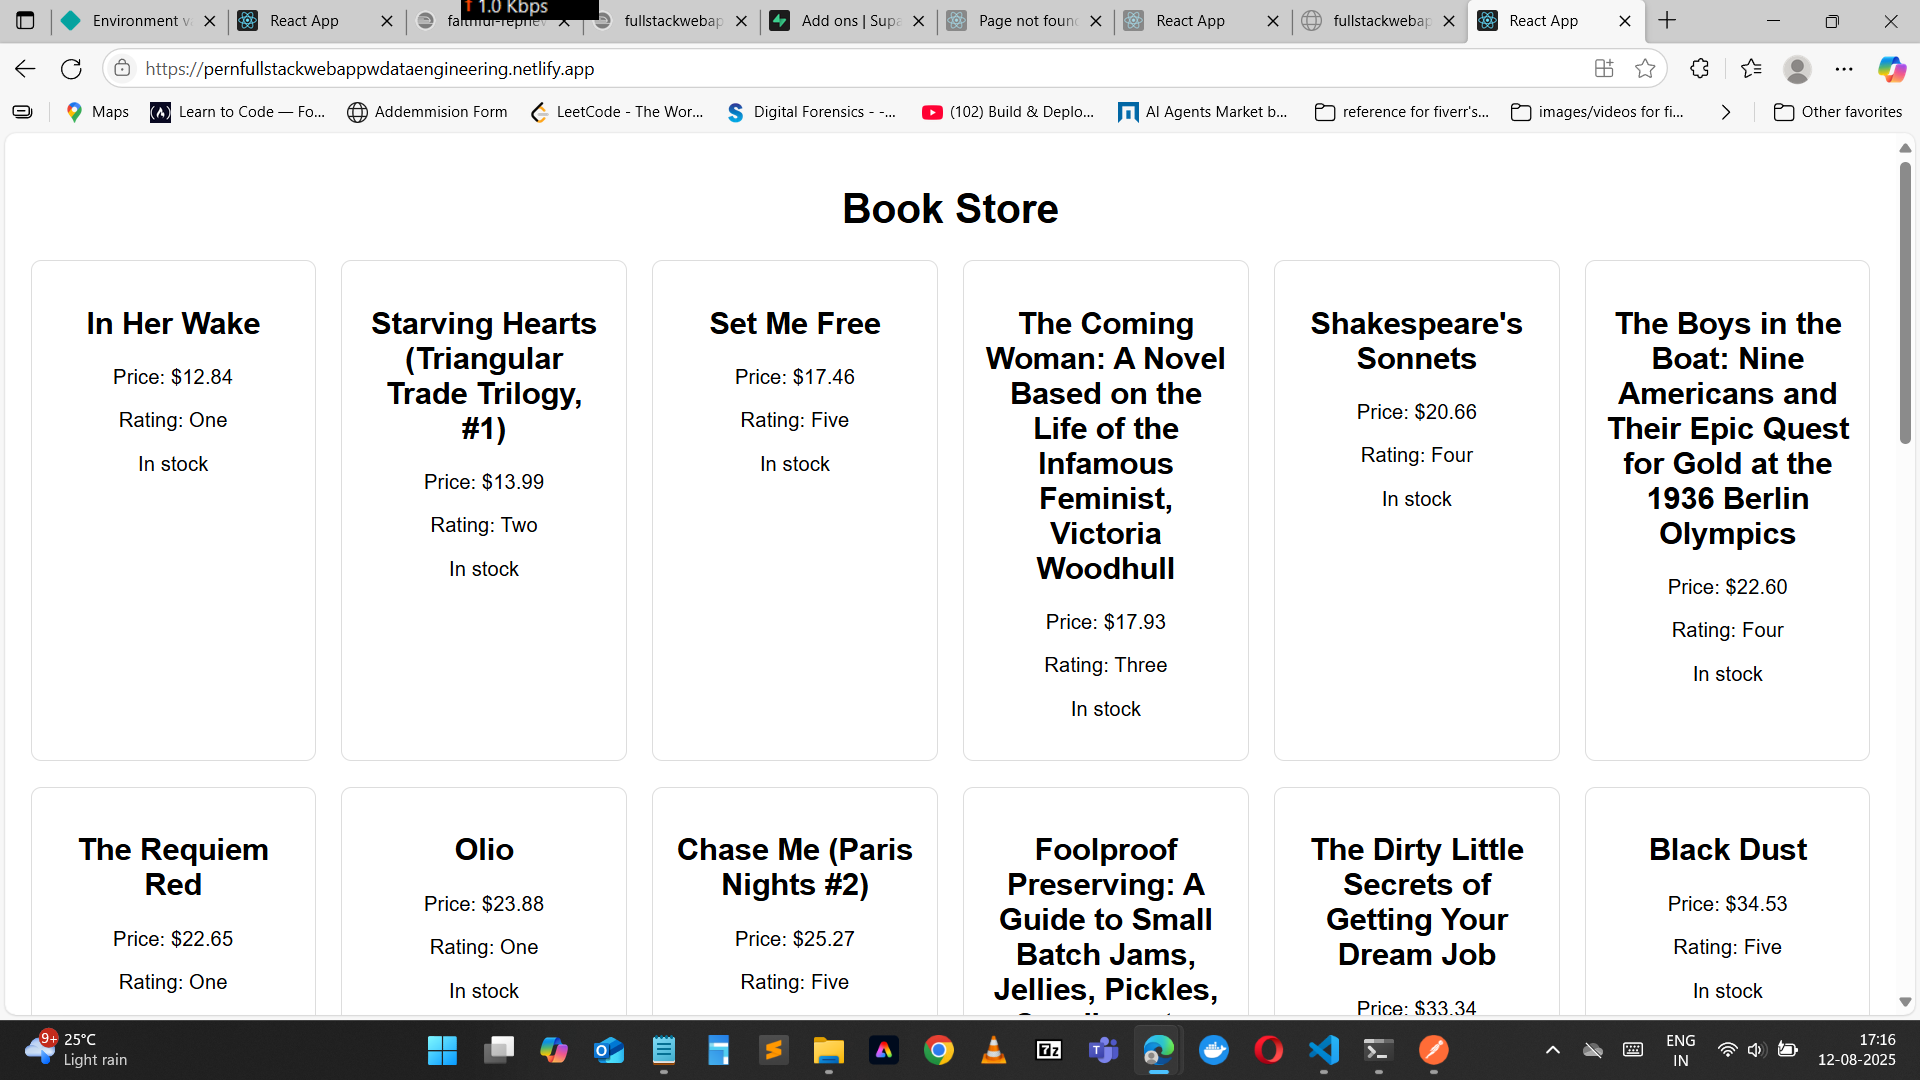 Environment v
React App
faithful-repriev
fullstackwebap
Add ons | Supa
Page not foun
React App
fullstackwebap
React App
↑ 1.0 Kbps
https://pernfullstackwebappwdataengineering.netlify.app
Maps
Learn to Code — Fo...
Addemmision Form
LeetCode - The Wor...
Digital Forensics - -...
(102) Build & Deplo...
AI Agents Market b...
reference for fiverr's...
images/videos for fi...
Other favorites
Book Store
In Her Wake
Price: $12.84
Rating: One
In stock
Starving Hearts
(Triangular
Trade Trilogy,
#1)
Price: $13.99
Rating: Two
In stock
Set Me Free
Price: $17.46
Rating: Five
In stock
The Coming
Woman: A Novel
Based on the
Life of the
Infamous
Feminist,
Victoria
Woodhull
Price: $17.93
Rating: Three
In stock
Shakespeare's
Sonnets
Price: $20.66
Rating: Four
In stock
The Boys in the
Boat: Nine
Americans and
Their Epic Quest
for Gold at the
1936 Berlin
Olympics
Price: $22.60
Rating: Four
In stock
The Requiem
Red
Price: $22.65
Rating: One
Olio
Price: $23.88
Rating: One
In stock
Chase Me (Paris
Nights #2)
Price: $25.27
Rating: Five
Foolproof
Preserving: A
Guide to Small
Batch Jams,
Jellies, Pickles,
The Dirty Little
Secrets of
Getting Your
Dream Job
Price: $33.34
Black Dust
Price: $34.53
Rating: Five
In stock
9+
25°C
Light rain
7z
ENG
IN
17:16
12-08-2025